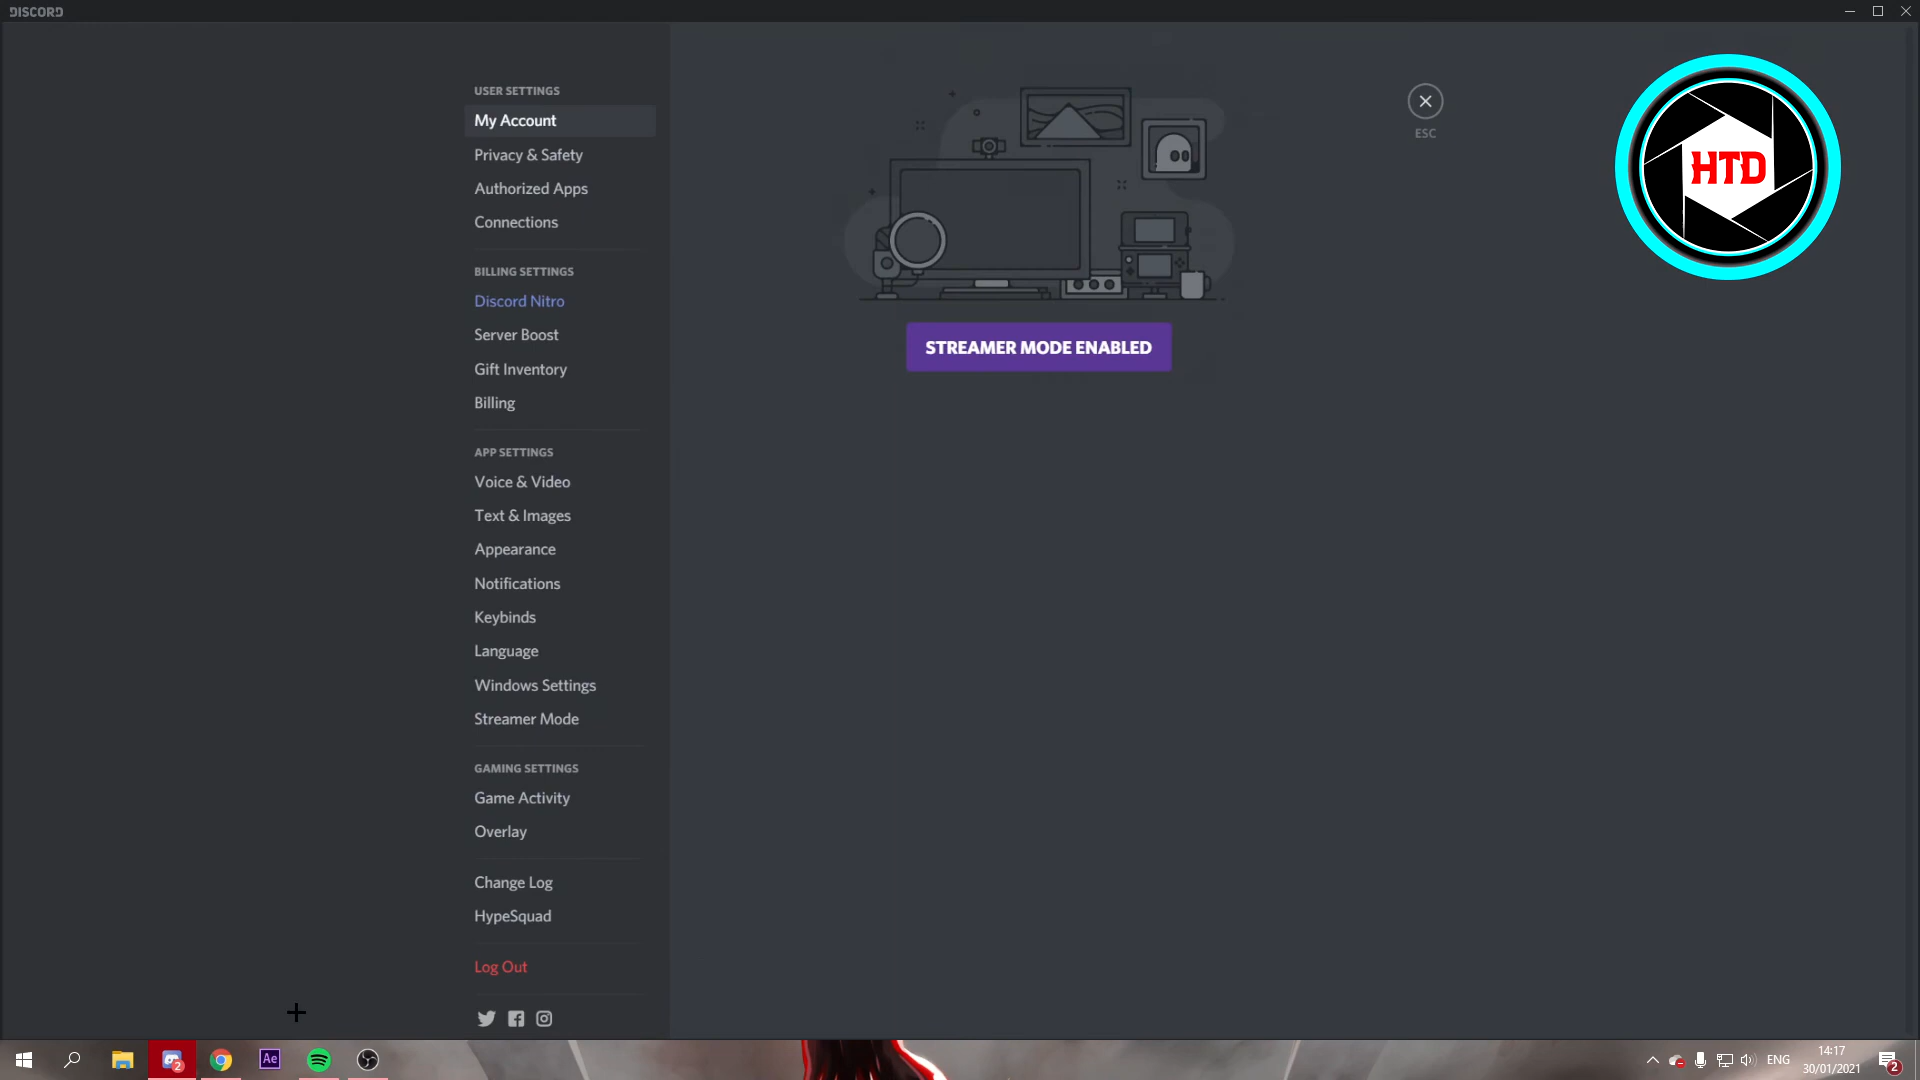 DISCORD
USER SETTINGS
My Account
Privacy & Safety
Authorized Apps
Connections
BILLING SETTINGS
Discord Nitro
Server Boost
Gift Inventory
Billing
APP SETTINGS
Voice & Video
Text & Images
Appearance
Notifications
Keybinds
Language
Windows Settings
Streamer Mode
GAMING SETTINGS
Game Activity
Overlay
Change Log
HypeSquad
Log Out
STREAMER MODE ENABLED
ESC
HTD
2
Ae
ENG
14:17
30/01/2021
2